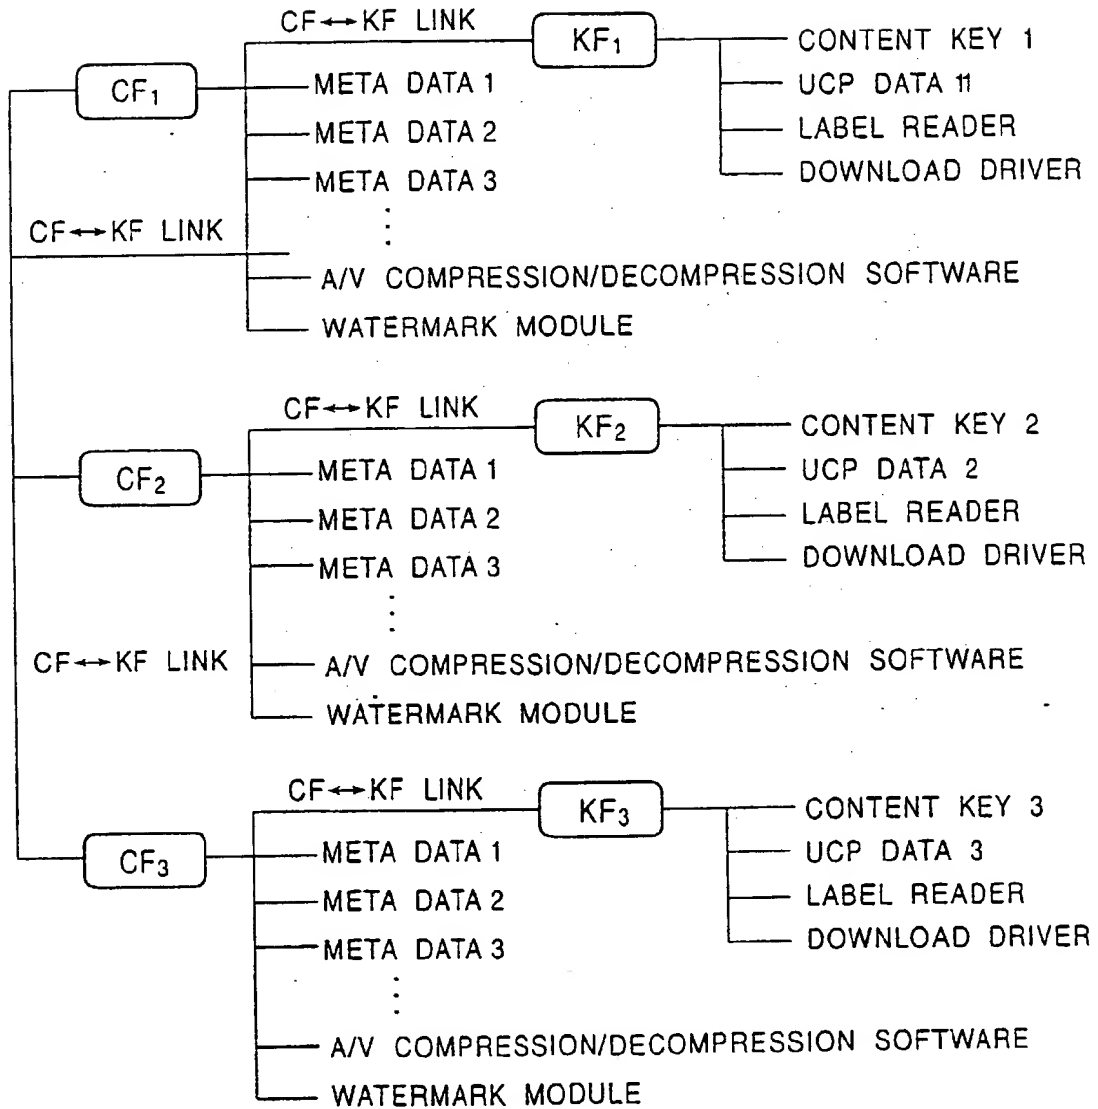 CF↔KF LINK
KF1
CONTENT KEY 1
CF1
META DATA 1
UCP DATA 11
META DATA 2
LABEL READER
META DATA 3
DOWNLOAD DRIVER
CF↔KF LINK
A/V COMPRESSION/DECOMPRESSION SOFTWARE
WATERMARK MODULE
CF↔KF LINK
KF2
CONTENT KEY 2
CF2
META DATA 1
UCP DATA 2
META DATA 2
LABEL READER
META DATA 3
DOWNLOAD DRIVER
CF↔KF LINK
A/V COMPRESSION/DECOMPRESSION SOFTWARE
WATERMARK MODULE
CF↔KF LINK
KF3
CONTENT KEY 3
CF3
META DATA 1
UCP DATA 3
META DATA 2
LABEL READER
META DATA 3
DOWNLOAD DRIVER
A/V COMPRESSION/DECOMPRESSION SOFTWARE
WATERMARK MODULE